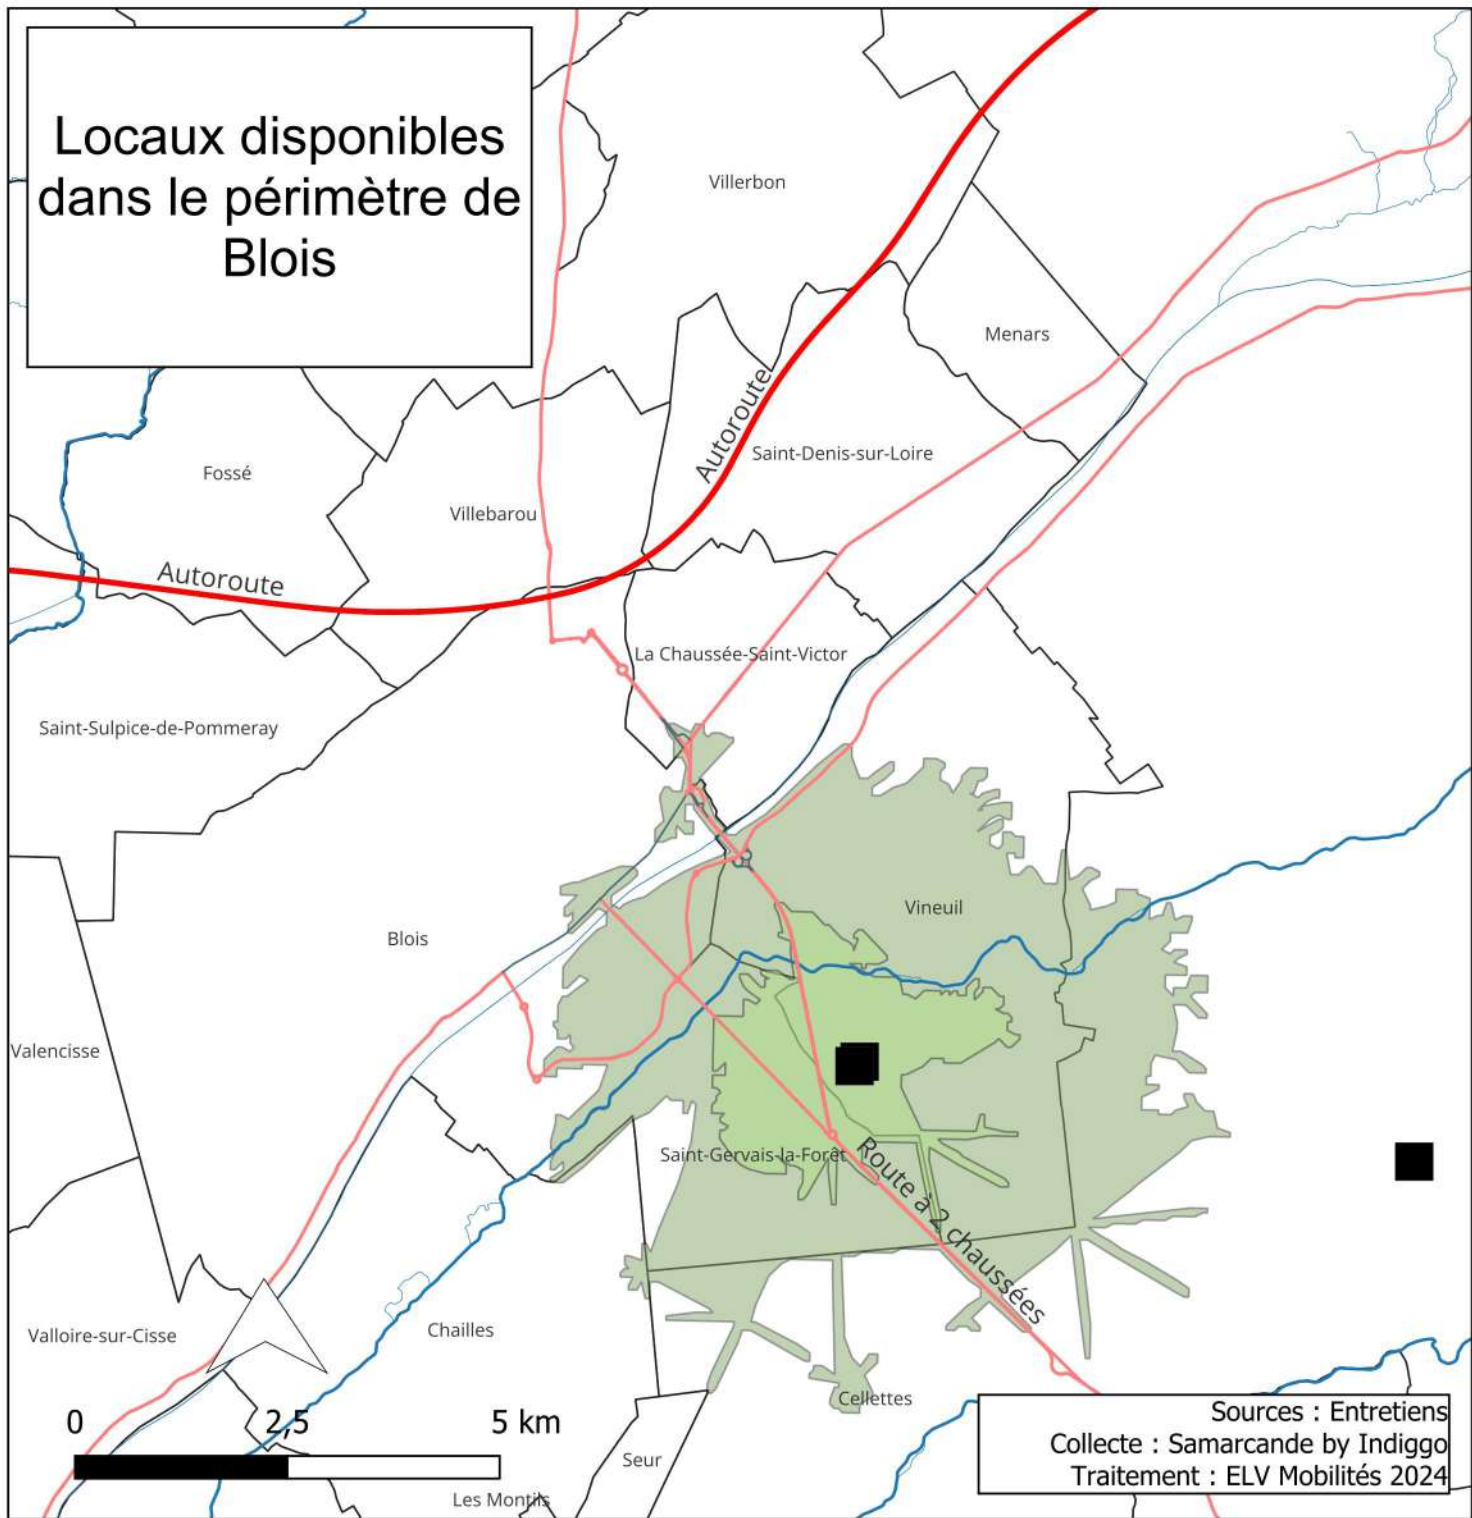 Locaux disponibles
dans le périmètre de
Blois
Villerbon
Menars
Autoroute
Saint-Denis-sur-Loire
Fossé
Villebarou
Autoroute
La Chaussée-Saint-Victor
Saint-Sulpice-de-Pommeray
Vineuil
Blois
Valencisse
Saint-Gervais-la-Forêt
Route à 2 chaussées
Valloire-sur-Cisse
Chailles
Cellettes
0 2,5 5 km
Seur
Les Montils
Sources : Entretiens
Collecte : Samarcande by Indiggo
Traitement : ELV Mobilités 2024